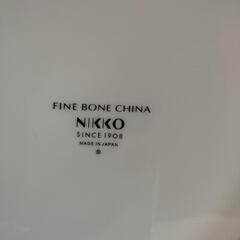 FINE BONE CHINA
NIKKO
SINCE 1908
MADE IN JAPAN